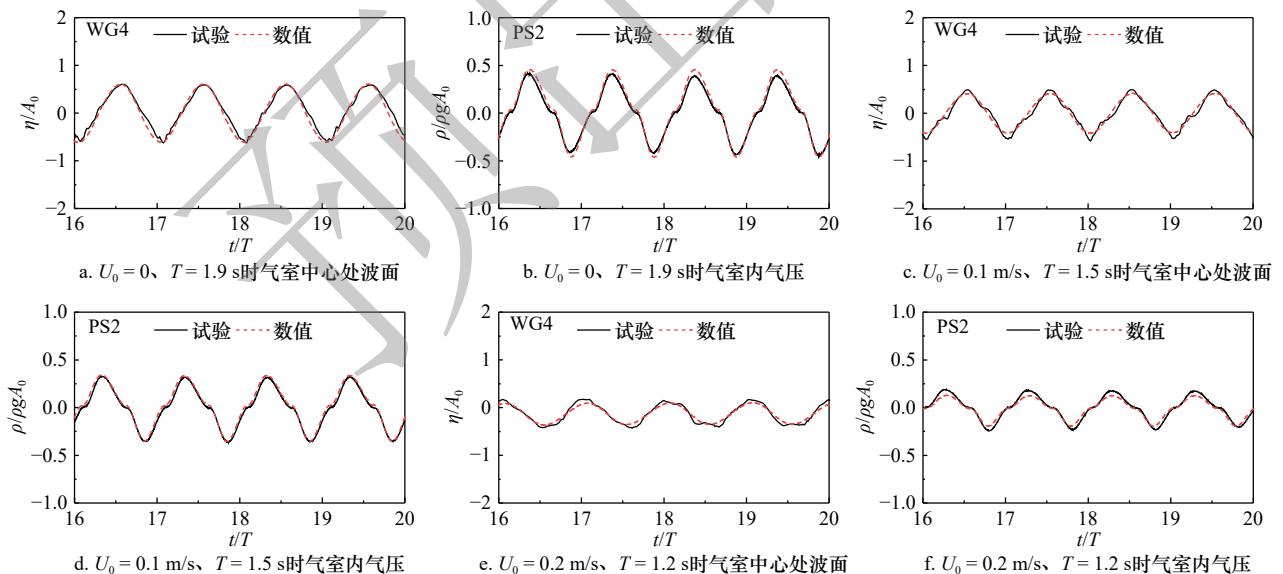 WG4 试验 数值
η/A₀
2
1
0
−1
−2
16 17 18 19 20
t/T
a. U₀ = 0、T = 1.9 s时气室中心处波面
PS2 试验 数值
ρ/ρgA₀
1.0
0.5
0.0
−0.5
−1.0
16 17 18 19 20
t/T
b. U₀ = 0、T = 1.9 s时气室内气压
WG4 试验 数值
η/A₀
2
1
0
−1
−2
16 17 18 19 20
t/T
c. U₀ = 0.1 m/s、T = 1.5 s时气室中心处波面
PS2 试验 数值
ρ/ρgA₀
1.0
0.5
0.0
−0.5
−1.0
16 17 18 19 20
t/T
d. U₀ = 0.1 m/s、T = 1.5 s时气室内气压
WG4 试验 数值
η/A₀
2
1
0
−1
−2
16 17 18 19 20
t/T
e. U₀ = 0.2 m/s、T = 1.2 s时气室中心处波面
PS2 试验 数值
ρ/ρgA₀
1.0
0.5
0.0
−0.5
−1.0
16 17 18 19 20
t/T
f. U₀ = 0.2 m/s、T = 1.2 s时气室内气压